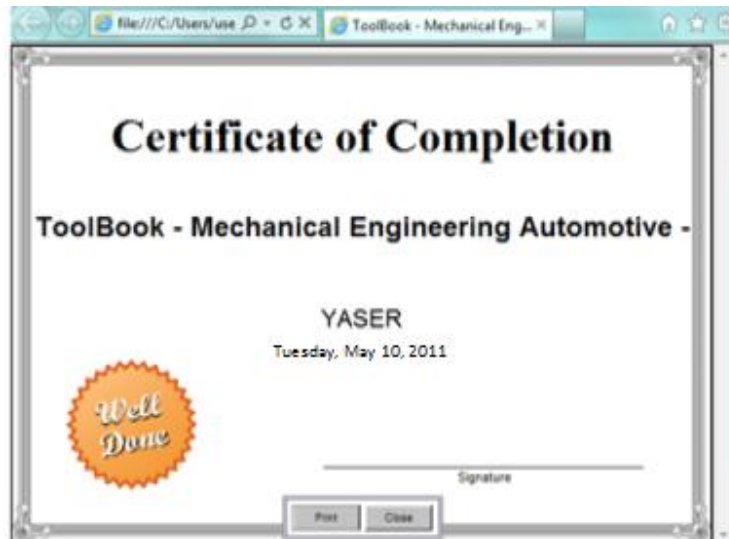 file:///C:/Users/use
ToolBook - Mechanical Eng...
Certificate of Completion
ToolBook - Mechanical Engineering Automotive -
YASER
Tuesday, May 10, 2011
Well
Done
Signature
Print Close